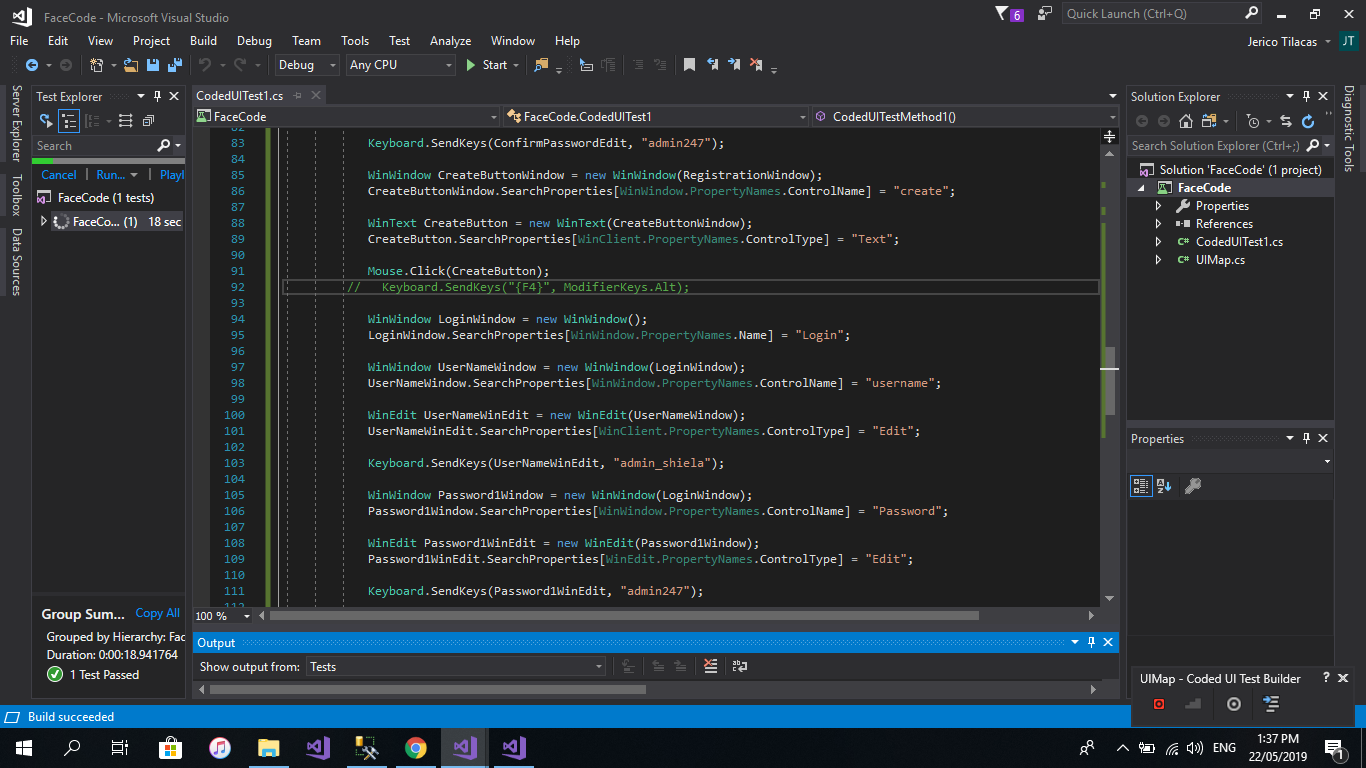 FaceCode - Microsoft Visual Studio
6
Quick Launch (Ctrl+Q)
File Edit View Project Build Debug Team Tools Test Analyze Window Help
Jerico Tilacas
JT
Debug
Any CPU
Start
Server Explorer
Toolbox
Data Sources
Test Explorer
Search
Cancel
Run...
Playl
FaceCode (1 tests)
FaceCo... (1) 18 sec
Group Sum...
Copy All
Grouped by Hierarchy: Fac
Duration: 0:00:18.941764
1 Test Passed
CodedUITest1.cs
FaceCode
FaceCode.CodedUITest1
CodedUITestMethod1()
82
83 Keyboard.SendKeys(ConfirmPasswordEdit, "admin247");
84
85 WinWindow CreateButtonWindow = new WinWindow(RegistrationWindow);
86 CreateButtonWindow.SearchProperties[WinWindow.PropertyNames.ControlName] = "create";
87
88 WinText CreateButton = new WinText(CreateButtonWindow);
89 CreateButton.SearchProperties[WinClient.PropertyNames.ControlType] = "Text";
90
91 Mouse.Click(CreateButton);
92 // Keyboard.SendKeys("{F4}", ModifierKeys.Alt);
93
94 WinWindow LoginWindow = new WinWindow();
95 LoginWindow.SearchProperties[WinWindow.PropertyNames.Name] = "Login";
96
97 WinWindow UserNameWindow = new WinWindow(LoginWindow);
98 UserNameWindow.SearchProperties[WinWindow.PropertyNames.ControlName] = "username";
99
100 WinEdit UserNameWinEdit = new WinEdit(UserNameWindow);
101 UserNameWinEdit.SearchProperties[WinClient.PropertyNames.ControlType] = "Edit";
102
103 Keyboard.SendKeys(UserNameWinEdit, "admin_shiela");
104
105 WinWindow Password1Window = new WinWindow(LoginWindow);
106 Password1Window.SearchProperties[WinWindow.PropertyNames.ControlName] = "Password";
107
108 WinEdit Password1WinEdit = new WinEdit(Password1Window);
109 Password1WinEdit.SearchProperties[WinEdit.PropertyNames.ControlType] = "Edit";
110
111 Keyboard.SendKeys(Password1WinEdit, "admin247");
112
100 %
Output
Show output from:
Tests
Solution Explorer
Search Solution Explorer (Ctrl+;)
Solution 'FaceCode' (1 project)
FaceCode
Properties
References
C# CodedUITest1.cs
C# UIMap.cs
Properties
Diagnostic Tools
UIMap - Coded UI Test Builder
?
Build succeeded
ENG
1:37 PM
22/05/2019
1